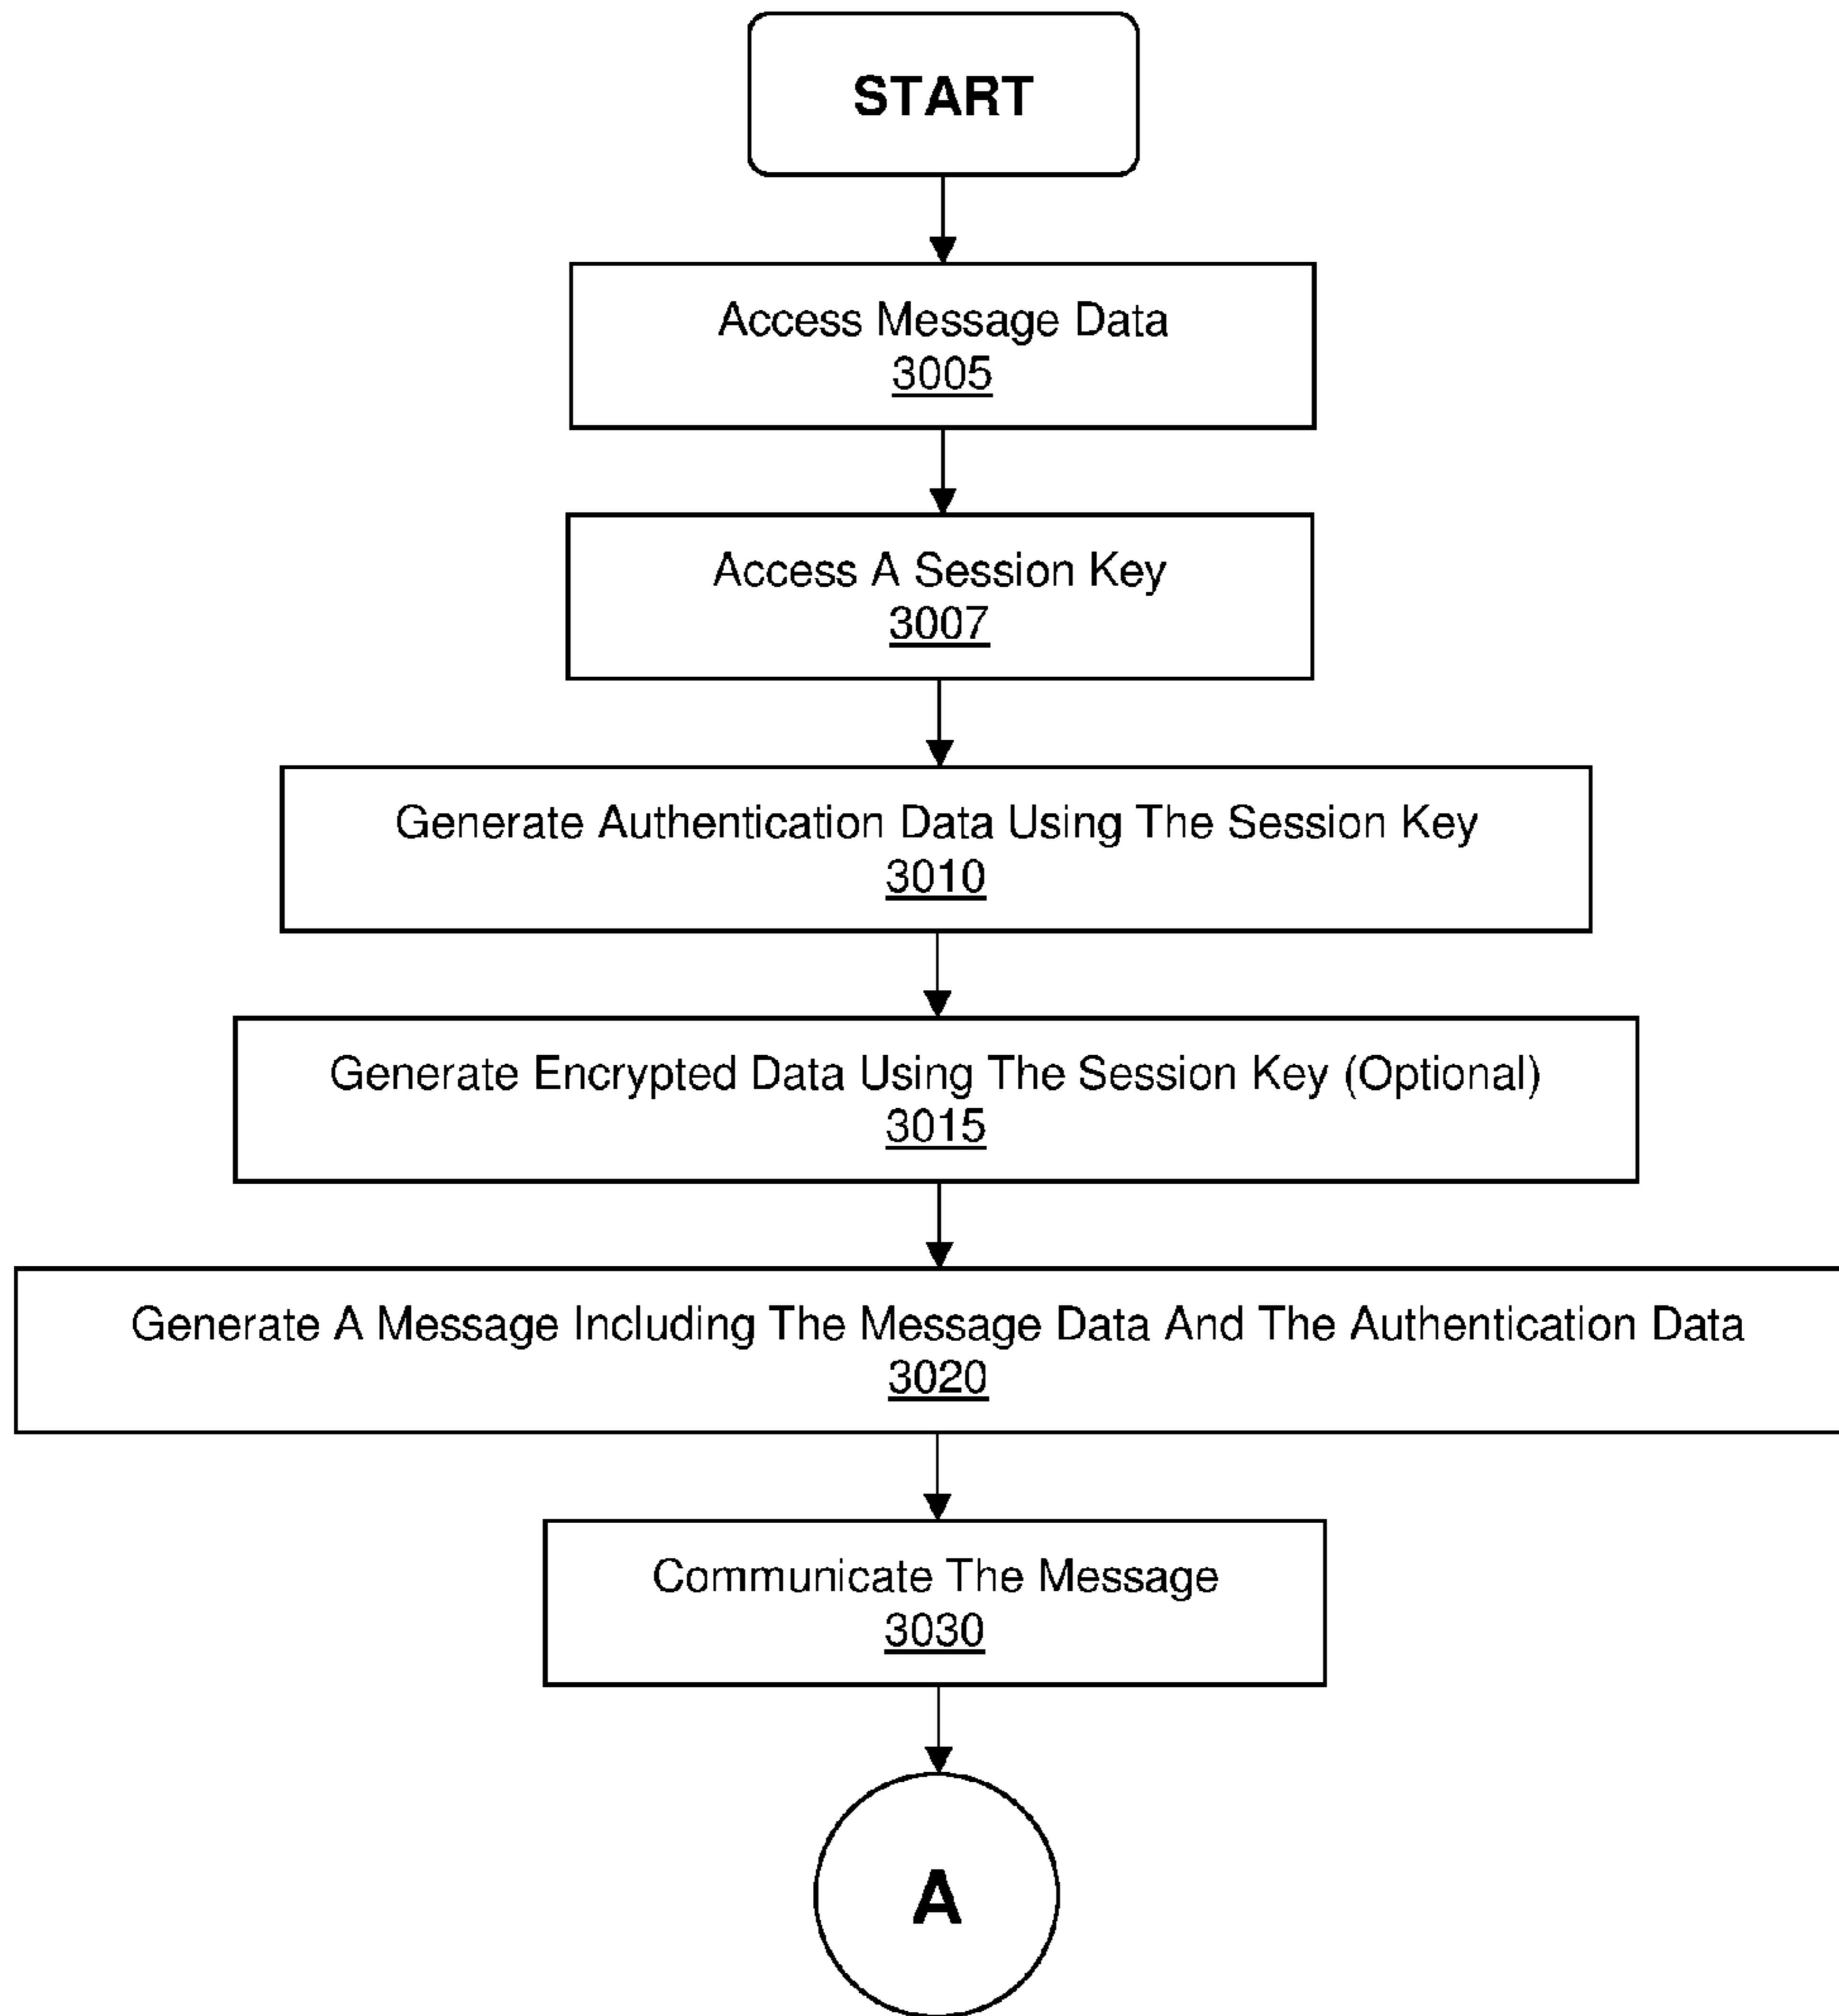 START
Access Message Data
3005
Access A Session Key
3007
Generate Authentication Data Using The Session Key
3010
Generate Encrypted Data Using The Session Key (Optional)
3015
Generate A Message Including The Message Data And The Authentication Data
3020
Communicate The Message
3030
A